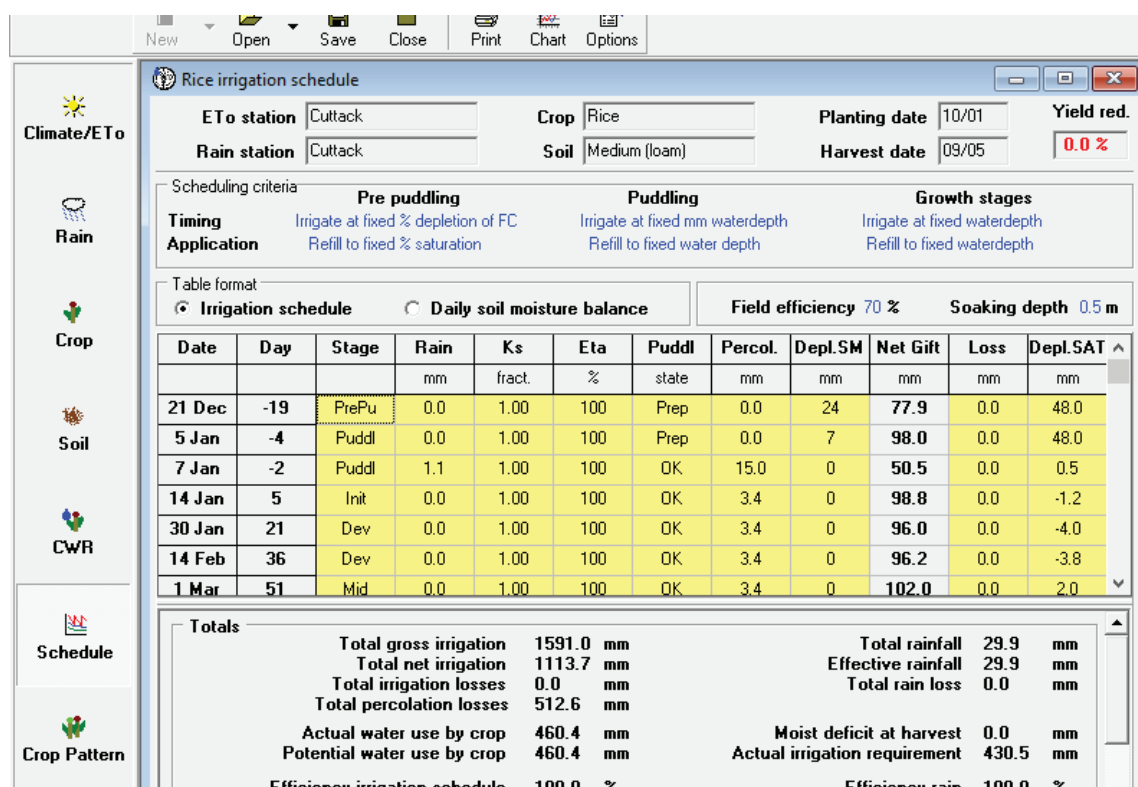 New Open Save Close Print Chart Options
Rice irrigation schedule
Climate/ETo
Rain
Crop
Soil
CWR
Schedule
Crop Pattern
ETo station Cuttack Crop Rice Planting date 10/01 Yield red.
Rain station Cuttack Soil Medium (loam) Harvest date 09/05 0.0 %
Scheduling criteria
Pre puddling Puddling Growth stages
Timing Irrigate at fixed % depletion of FC Irrigate at fixed mm waterdepth Irrigate at fixed waterdepth
Application Refill to fixed % saturation Refill to fixed water depth Refill to fixed waterdepth
Table format
Irrigation schedule Daily soil moisture balance Field efficiency 70 % Soaking depth 0.5 m
Date Day Stage Rain Ks Eta Puddl Percol. Depl.SM Net Gift Loss Depl.SAT
mm fract. % state mm mm mm mm mm
21 Dec -19 PrePu 0.0 1.00 100 Prep 0.0 24 77.9 0.0 48.0
5 Jan -4 Puddl 0.0 1.00 100 Prep 0.0 7 98.0 0.0 48.0
7 Jan -2 Puddl 1.1 1.00 100 OK 15.0 0 50.5 0.0 0.5
14 Jan 5 Init 0.0 1.00 100 OK 3.4 0 98.8 0.0 -1.2
30 Jan 21 Dev 0.0 1.00 100 OK 3.4 0 96.0 0.0 -4.0
14 Feb 36 Dev 0.0 1.00 100 OK 3.4 0 96.2 0.0 -3.8
1 Mar 51 Mid 0.0 1.00 100 OK 3.4 0 102.0 0.0 2.0
Totals
Total gross irrigation 1591.0 mm Total rainfall 29.9 mm
Total net irrigation 1113.7 mm Effective rainfall 29.9 mm
Total irrigation losses 0.0 mm Total rain loss 0.0 mm
Total percolation losses 512.6 mm
Actual water use by crop 460.4 mm Moist deficit at harvest 0.0 mm
Potential water use by crop 460.4 mm Actual irrigation requirement 430.5 mm
Efficiency irrigation schedule 100.0 % Efficiency rain 100.0 %